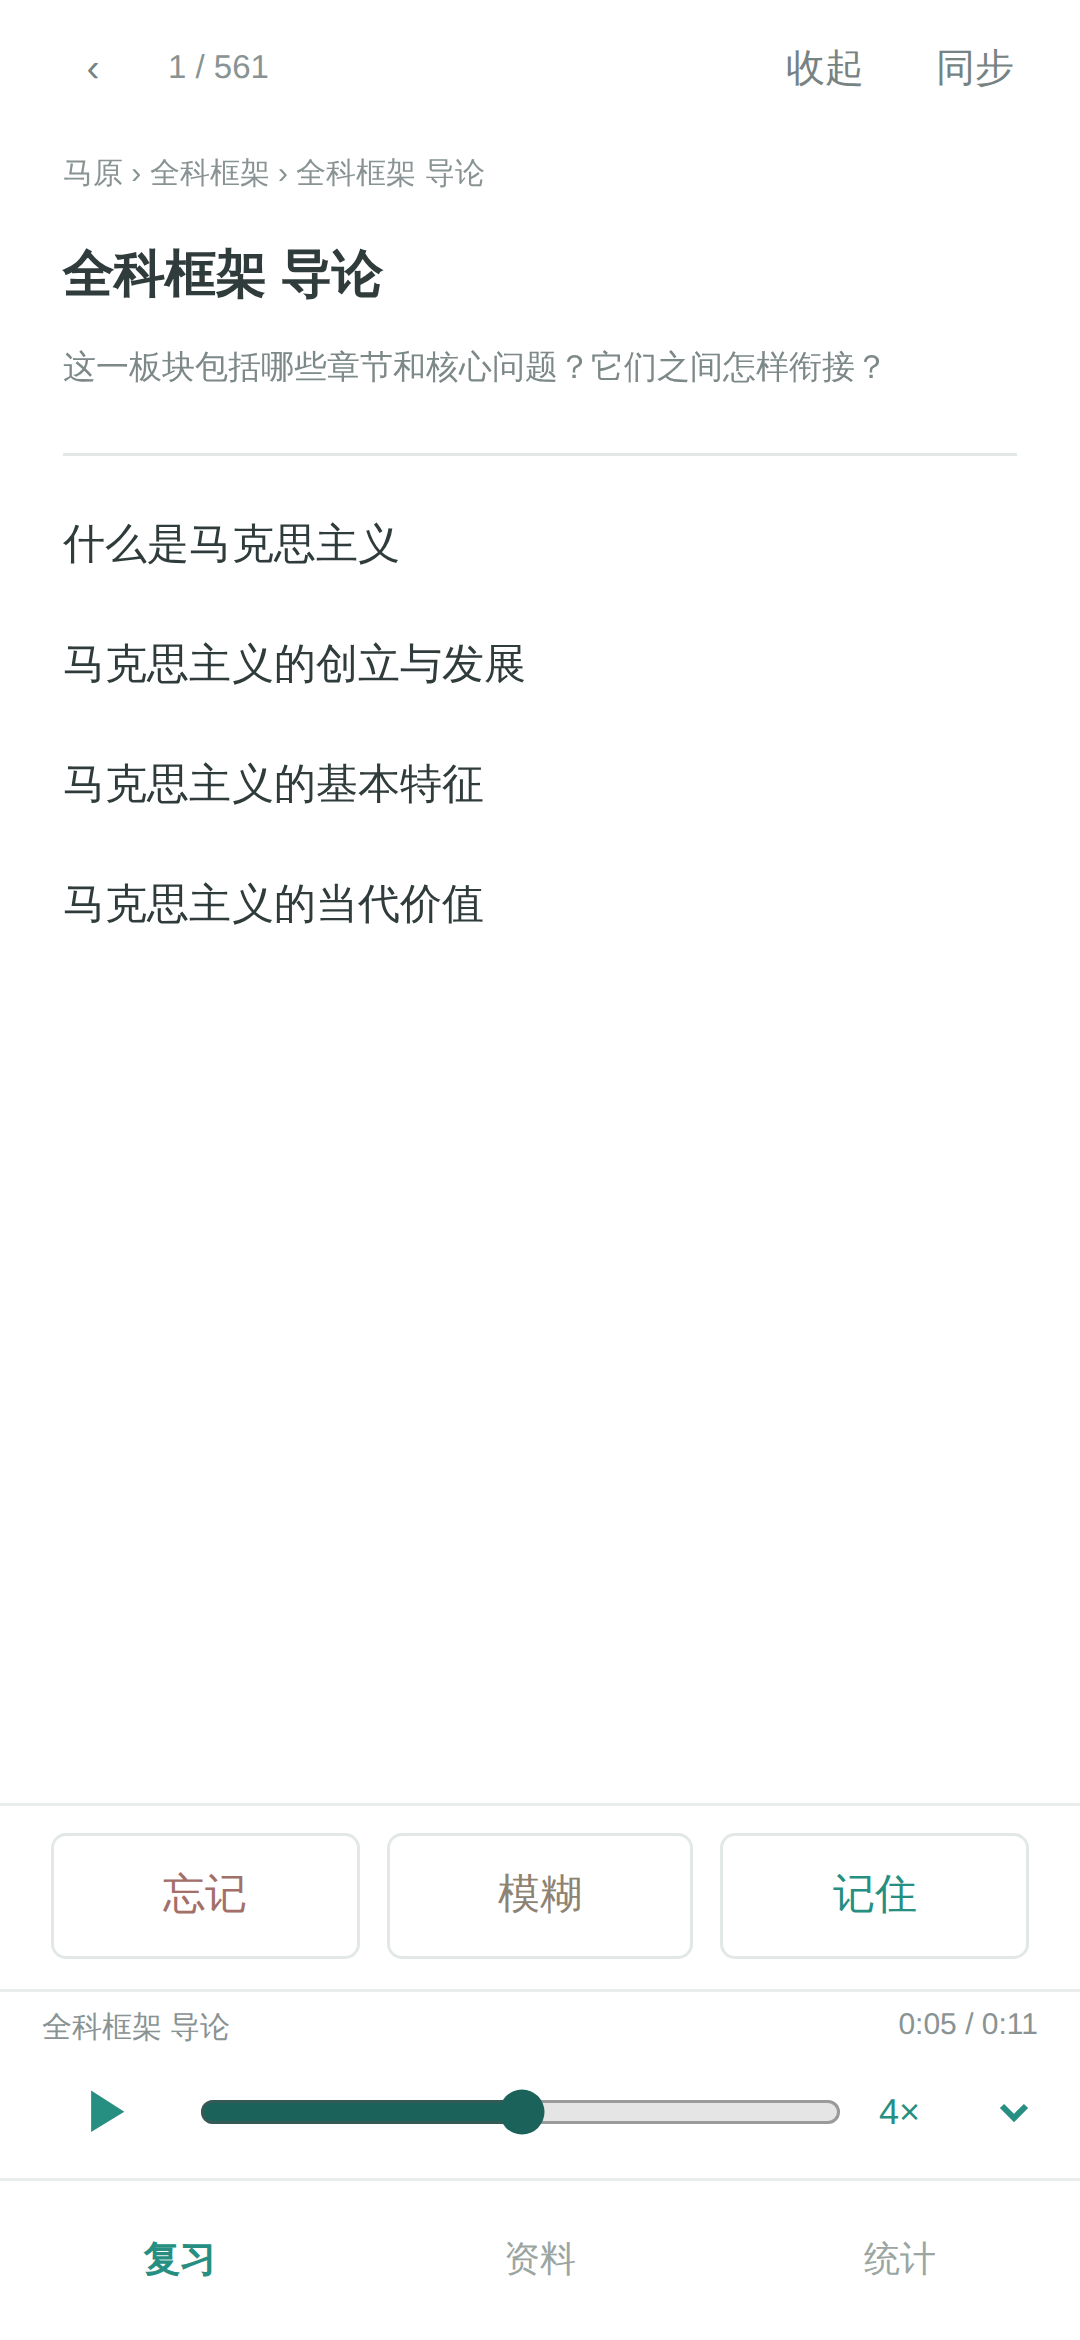 ‹ 1 / 561 收起 同步
马原 › 全科框架 › 全科框架 导论
全科框架 导论
这一板块包括哪些章节和核心问题？它们之间怎样衔接？
什么是马克思主义
马克思主义的创立与发展
马克思主义的基本特征
马克思主义的当代价值
忘记 模糊 记住
全科框架 导论 0:05 / 0:11
4×
复习 资料 统计